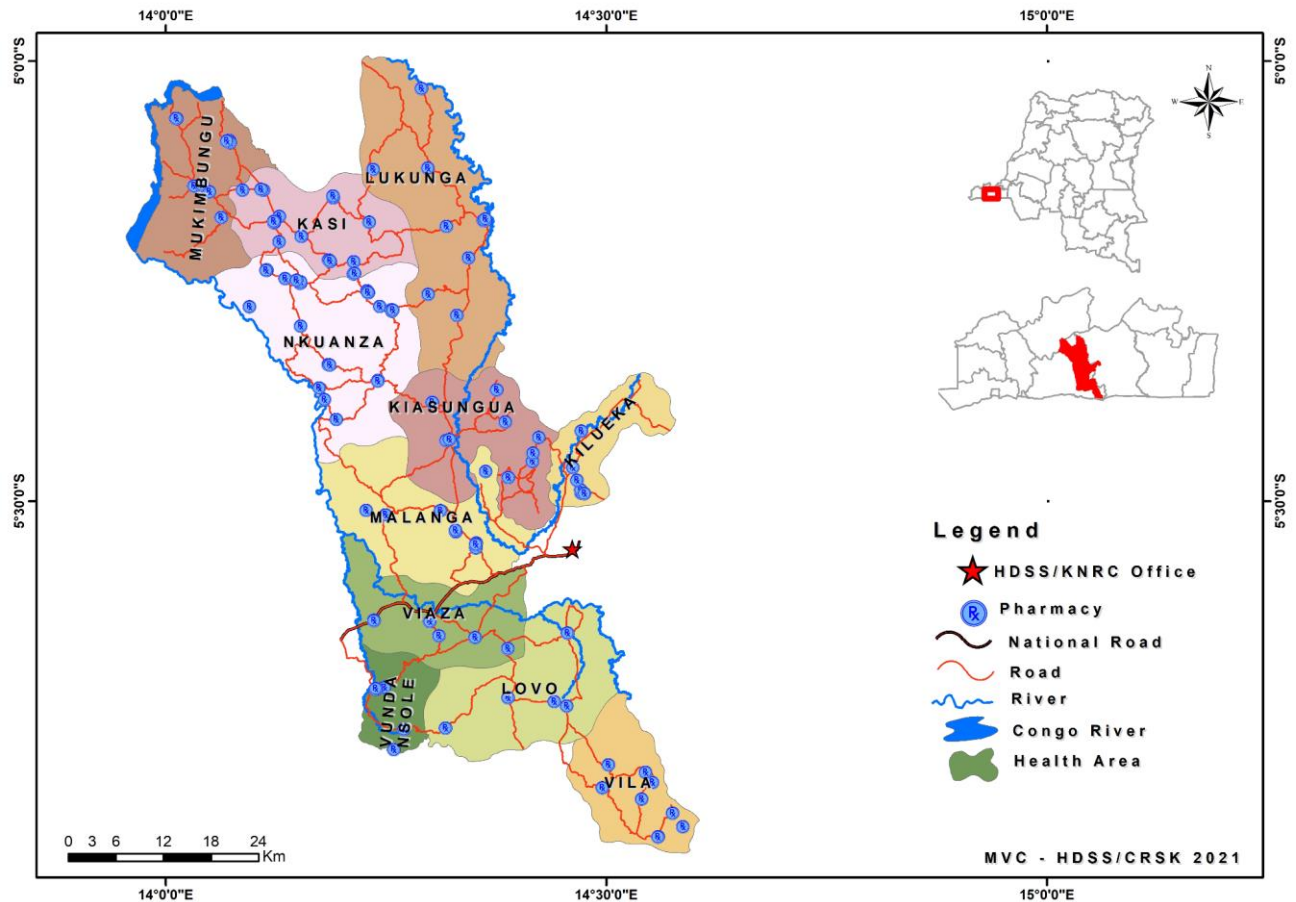 14°0'0"E
14°30'0"E
15°0'0"E
5°0'0"S
5°0'0"S
N
W
E
S
MUKIMBUNGU
LUKUNGA
KASI
NKUANZA
KIASUNGUA
KILUEKA
5°30'0"S
5°30'0"S
MALANGA
Legend
HDSS/KNRC Office
Pharmacy
National Road
Road
River
Congo River
Health Area
VIAZA
LOVO
VUNDA
NSOLE
VILA
0 3 6 12 18 24
Km
MVC - HDSS/CRSK 2021
14°0'0"E
14°30'0"E
15°0'0"E